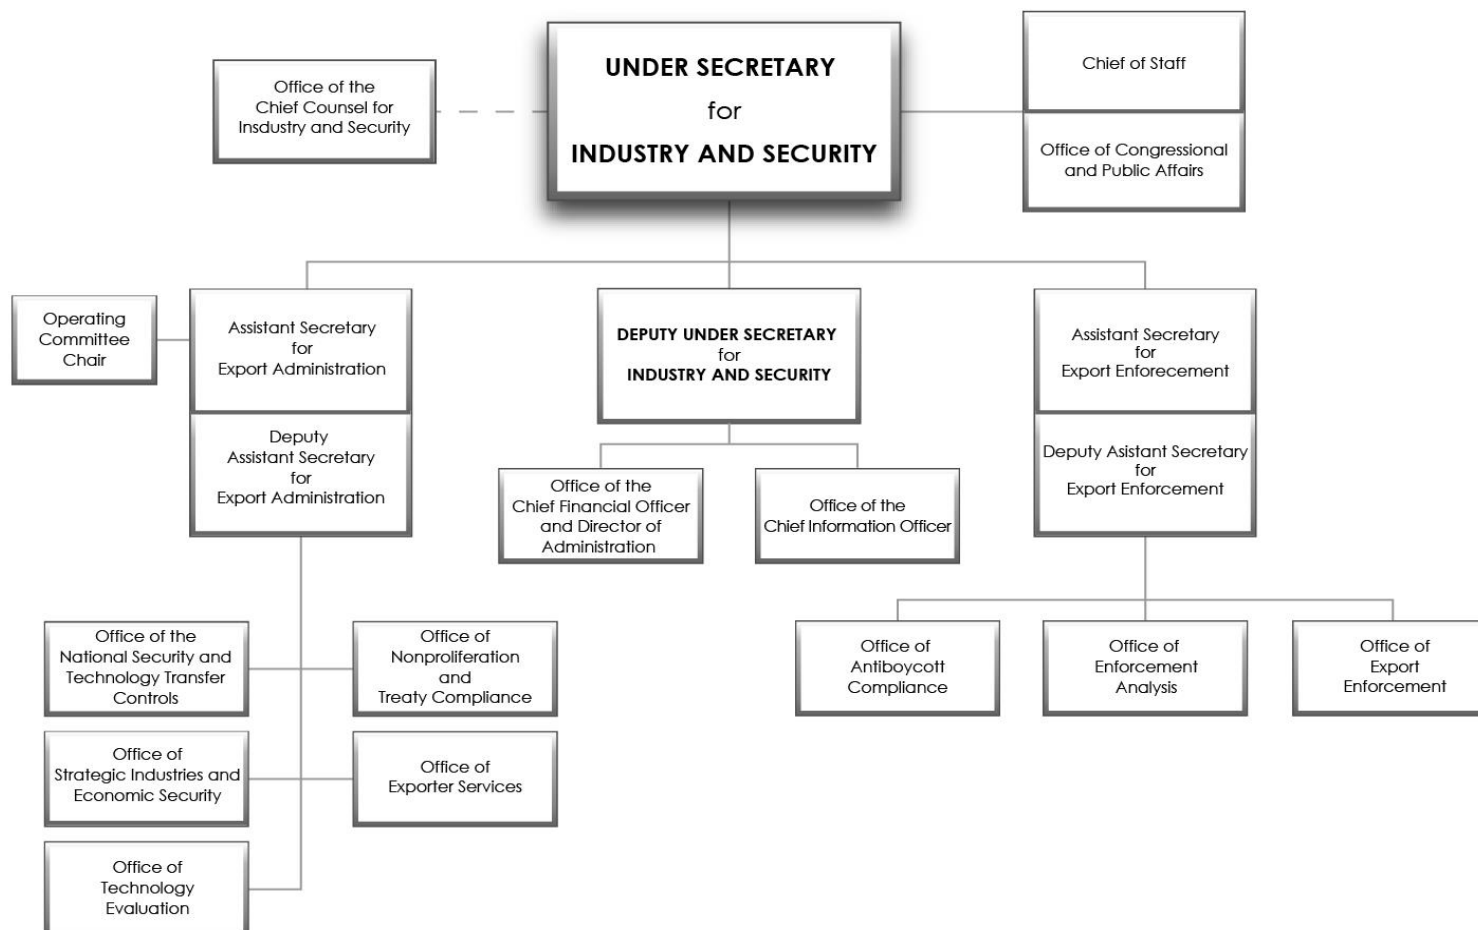 Office of the
Chief Counsel for
Insdustry and Security
UNDER SECRETARY
for
INDUSTRY AND SECURITY
Chief of Staff
Office of Congressional
and Public Affairs
Operating
Committee
Chair
Assistant Secretary
for
Export Administration
Deputy
Assistant Secretary
for
Export Administration
DEPUTY UNDER SECRETARY
for
INDUSTRY AND SECURITY
Assistant Secretary
for
Export Enforecement
Deputy Asistant Secretary
for
Export Enforcement
Office of the
Chief Financial Officer
and Director of
Administration
Office of the
Chief Information Officer
Office of the
National Security and
Technology Transfer
Controls
Office of
Nonproliferation
and
Treaty Compliance
Office of
Antiboycott
Compliance
Office of
Enforcement
Analysis
Office of
Export
Enforcement
Office of
Strategic Industries and
Economic Security
Office of
Exporter Services
Office of
Technology
Evaluation